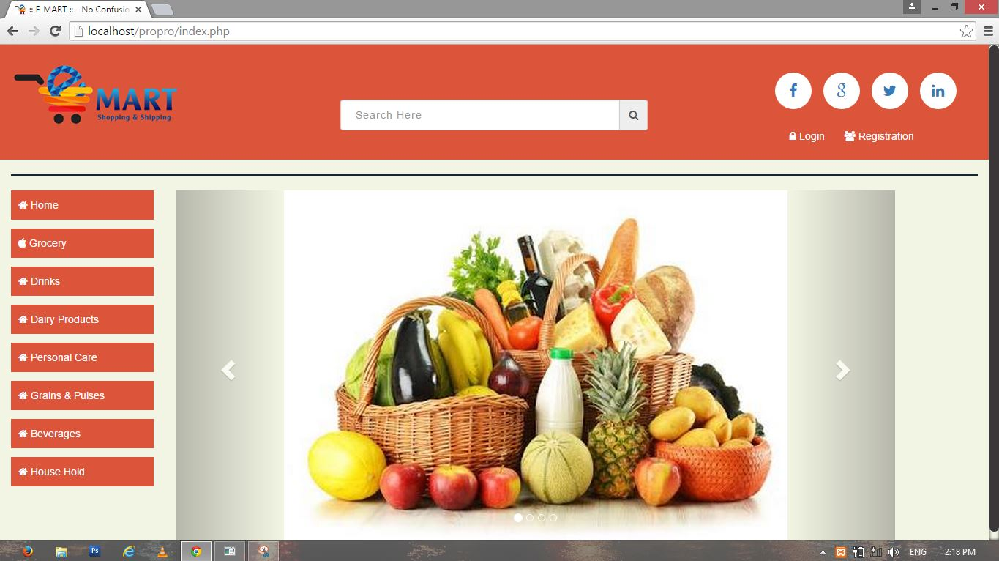 :: E-MART :: - No Confusio
localhost/propro/index.php
MART
Shopping & Shipping
Search Here
Login
Registration
Home
Grocery
Drinks
Dairy Products
Personal Care
Grains & Pulses
Beverages
House Hold
Ps
ENG
2:18 PM